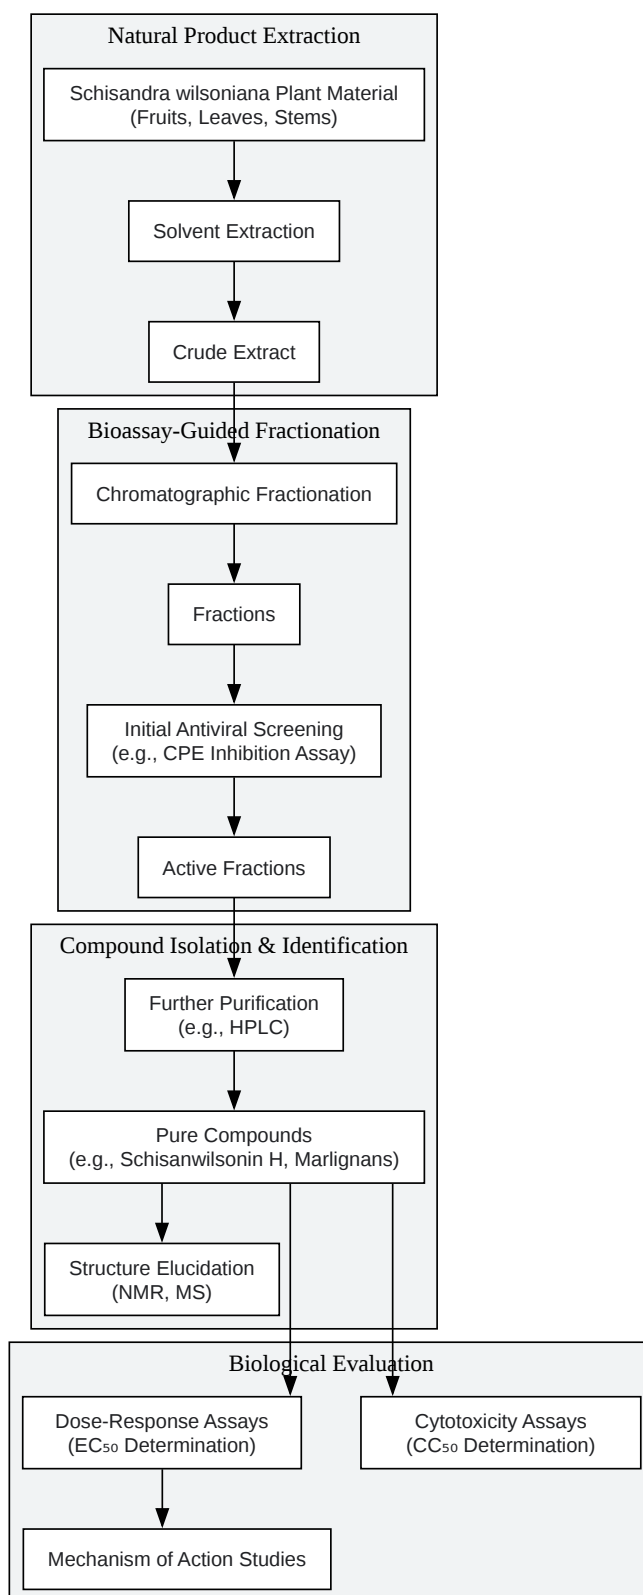 Natural Product Extraction
Schisandra wilsoniana Plant Material
(Fruits, Leaves, Stems)
Solvent Extraction
Crude Extract
Bioassay-Guided Fractionation
Chromatographic Fractionation
Fractions
Initial Antiviral Screening
(e.g., CPE Inhibition Assay)
Active Fractions
Compound Isolation & Identification
Further Purification
(e.g., HPLC)
Pure Compounds
(e.g., Schisanwilsonin H, Marlignans)
Structure Elucidation
(NMR, MS)
Biological Evaluation
Dose-Response Assays
(EC₅₀ Determination)
Cytotoxicity Assays
(CC₅₀ Determination)
Mechanism of Action Studies